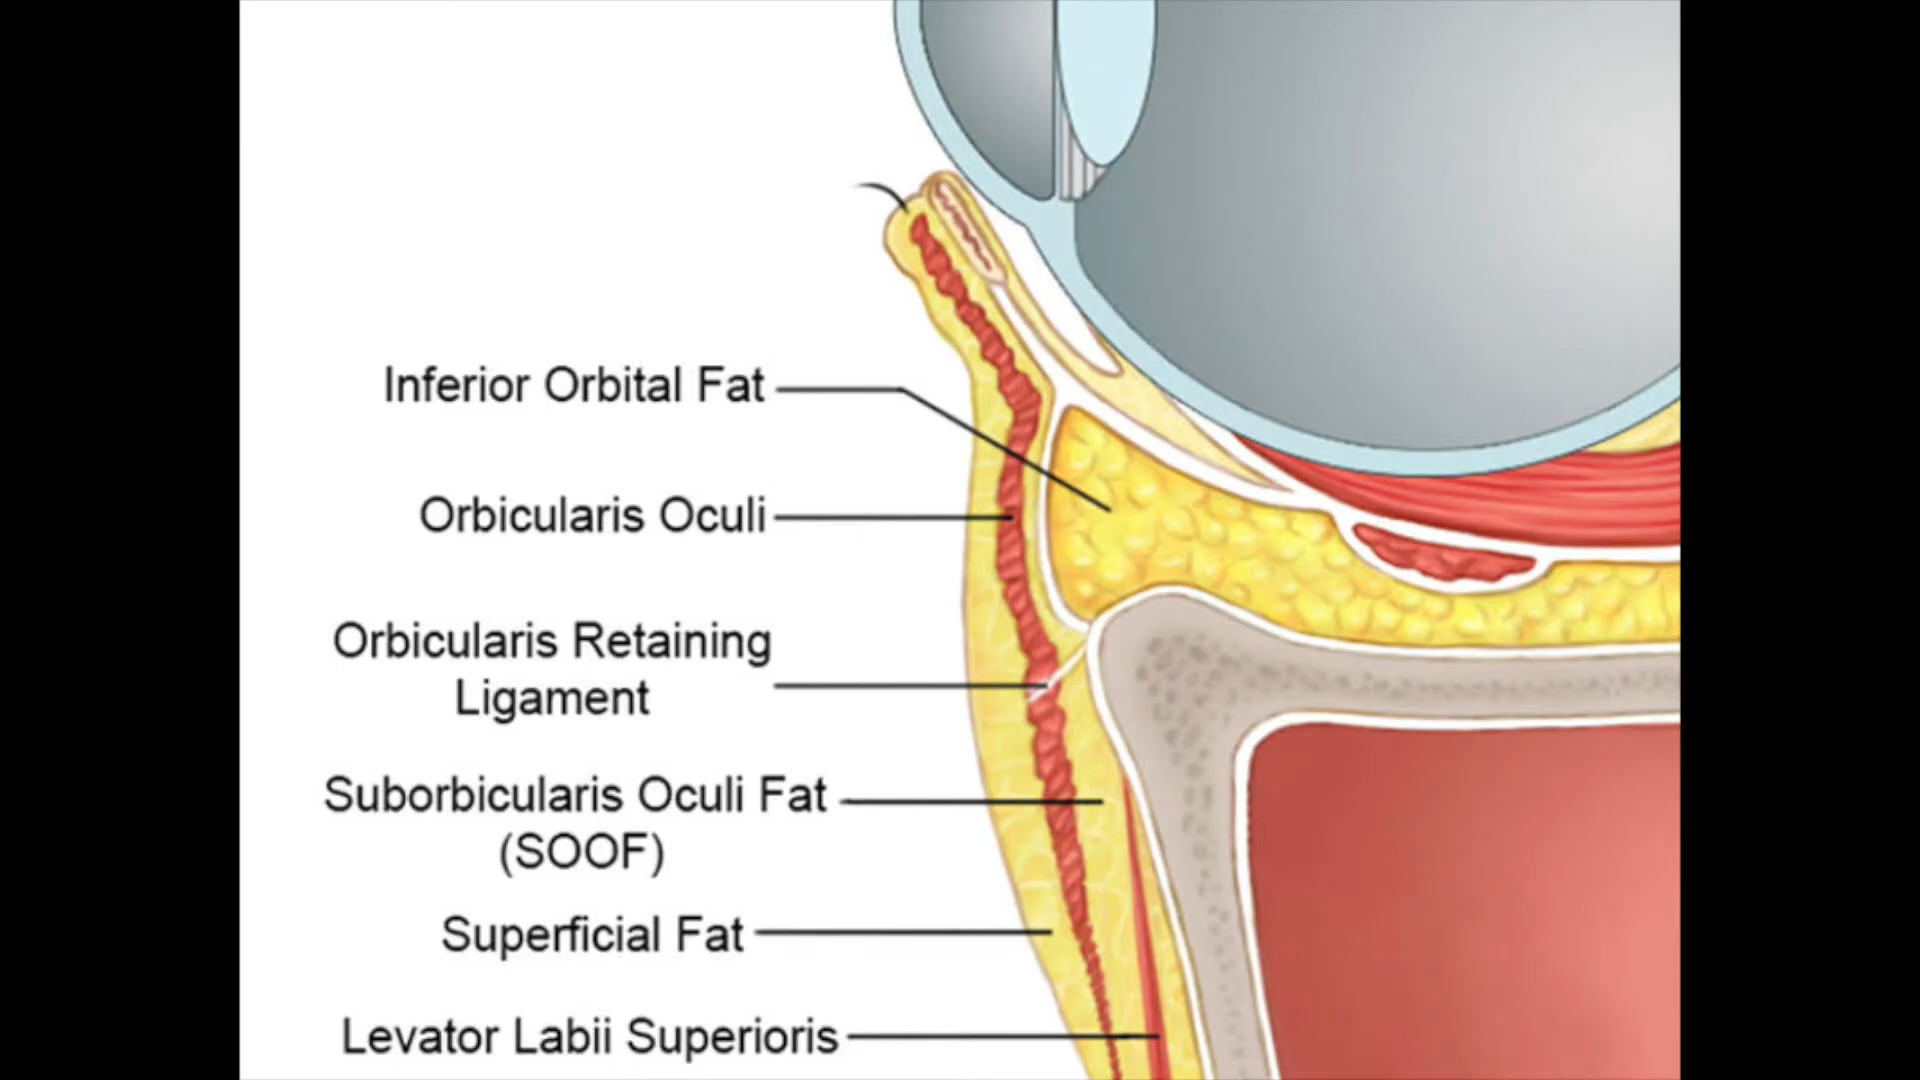 Inferior Orbital Fat
Orbicularis Oculi
Orbicularis Retaining
Ligament
Suborbicularis Oculi Fat
(SOOF)
Superficial Fat
Levator Labii Superioris